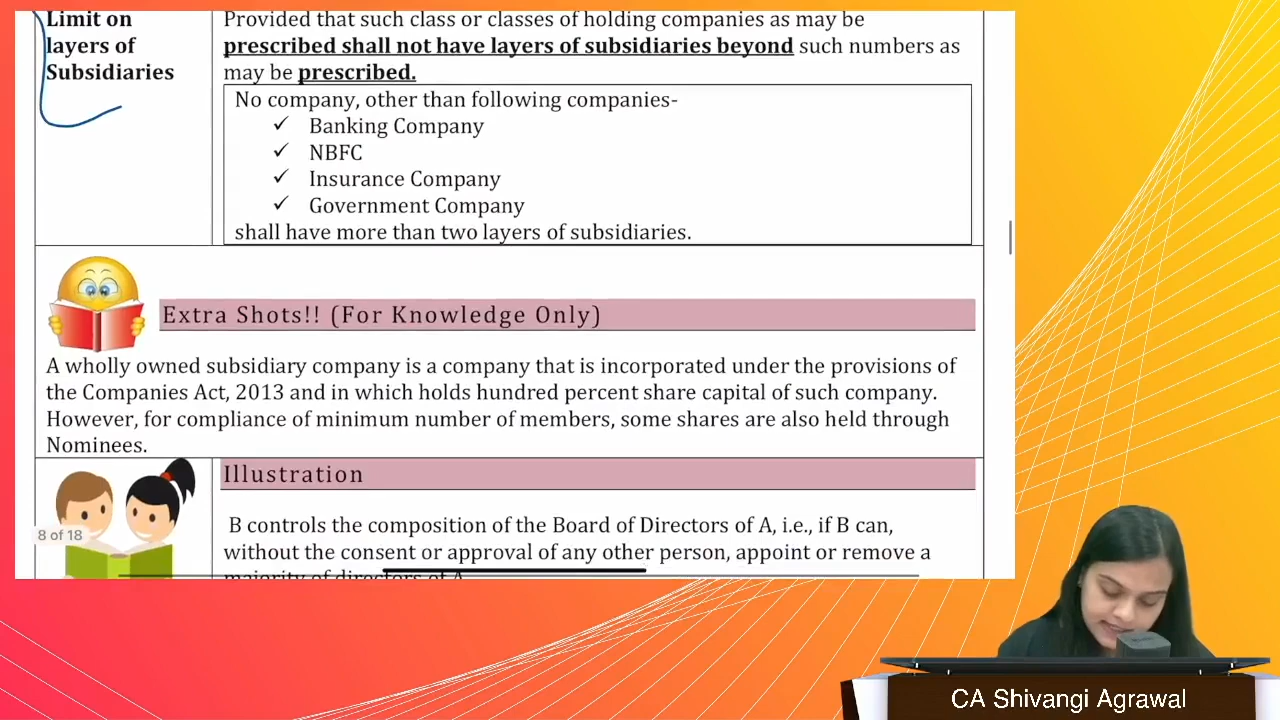 Limit on
layers of
Subsidiaries
Provided that such class or classes of holding companies as may be
prescribed shall not have layers of subsidiaries beyond such numbers as
may be prescribed.
No company, other than following companies-
✓ Banking Company
✓ NBFC
✓ Insurance Company
✓ Government Company
shall have more than two layers of subsidiaries.
Extra Shots!! (For Knowledge Only)
A wholly owned subsidiary company is a company that is incorporated under the provisions of
the Companies Act, 2013 and in which holds hundred percent share capital of such company.
However, for compliance of minimum number of members, some shares are also held through
Nominees.
Illustration
B controls the composition of the Board of Directors of A, i.e., if B can,
without the consent or approval of any other person, appoint or remove a
majority of directors of A
8 of 18
CA Shivangi Agrawal